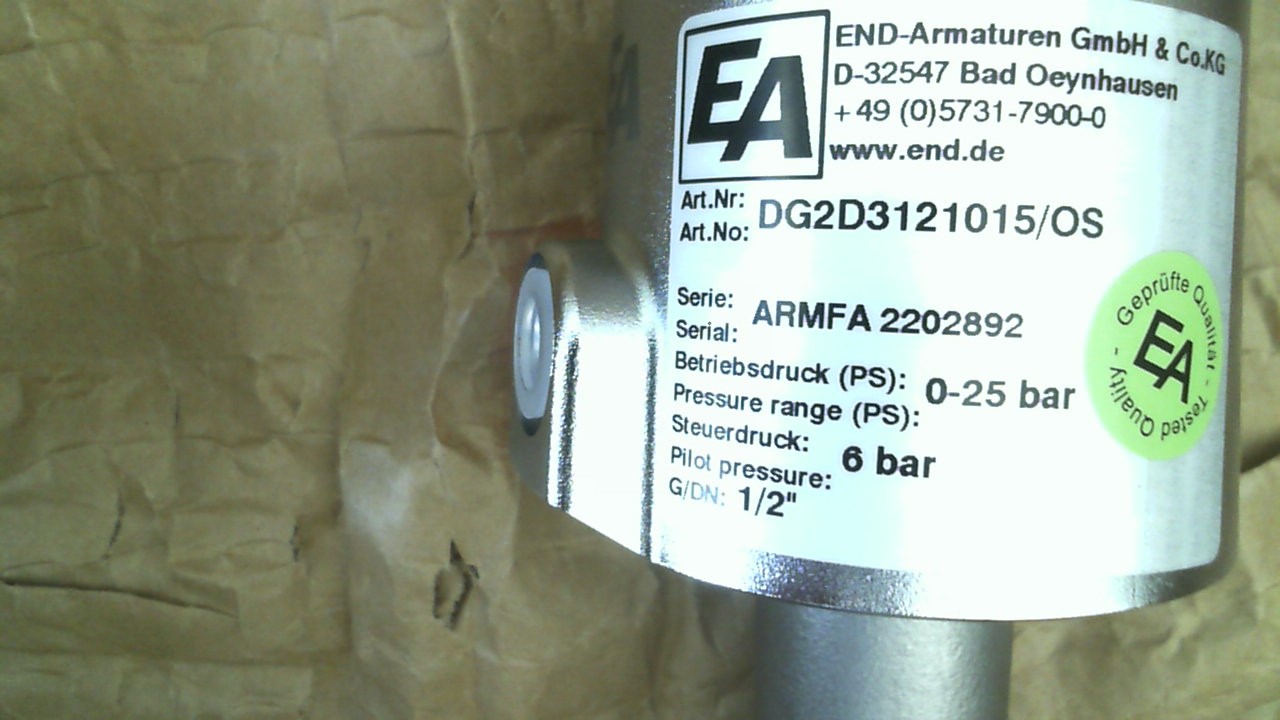 EA
END-Armaturen GmbH & Co.KG
D-32547 Bad Oeynhausen
+49 (0)5731-7900-0
www.end.de
Art.Nr:
Art.No: DG2D3121015/OS
Serie:
Serial: ARMFA 2202892
Betriebsdruck (PS):
Pressure range (PS): 0-25 bar
Steuerdruck:
Pilot pressure: 6 bar
G/DN: 1/2"
Geprüfte Qualität - Tested Quality -
EA